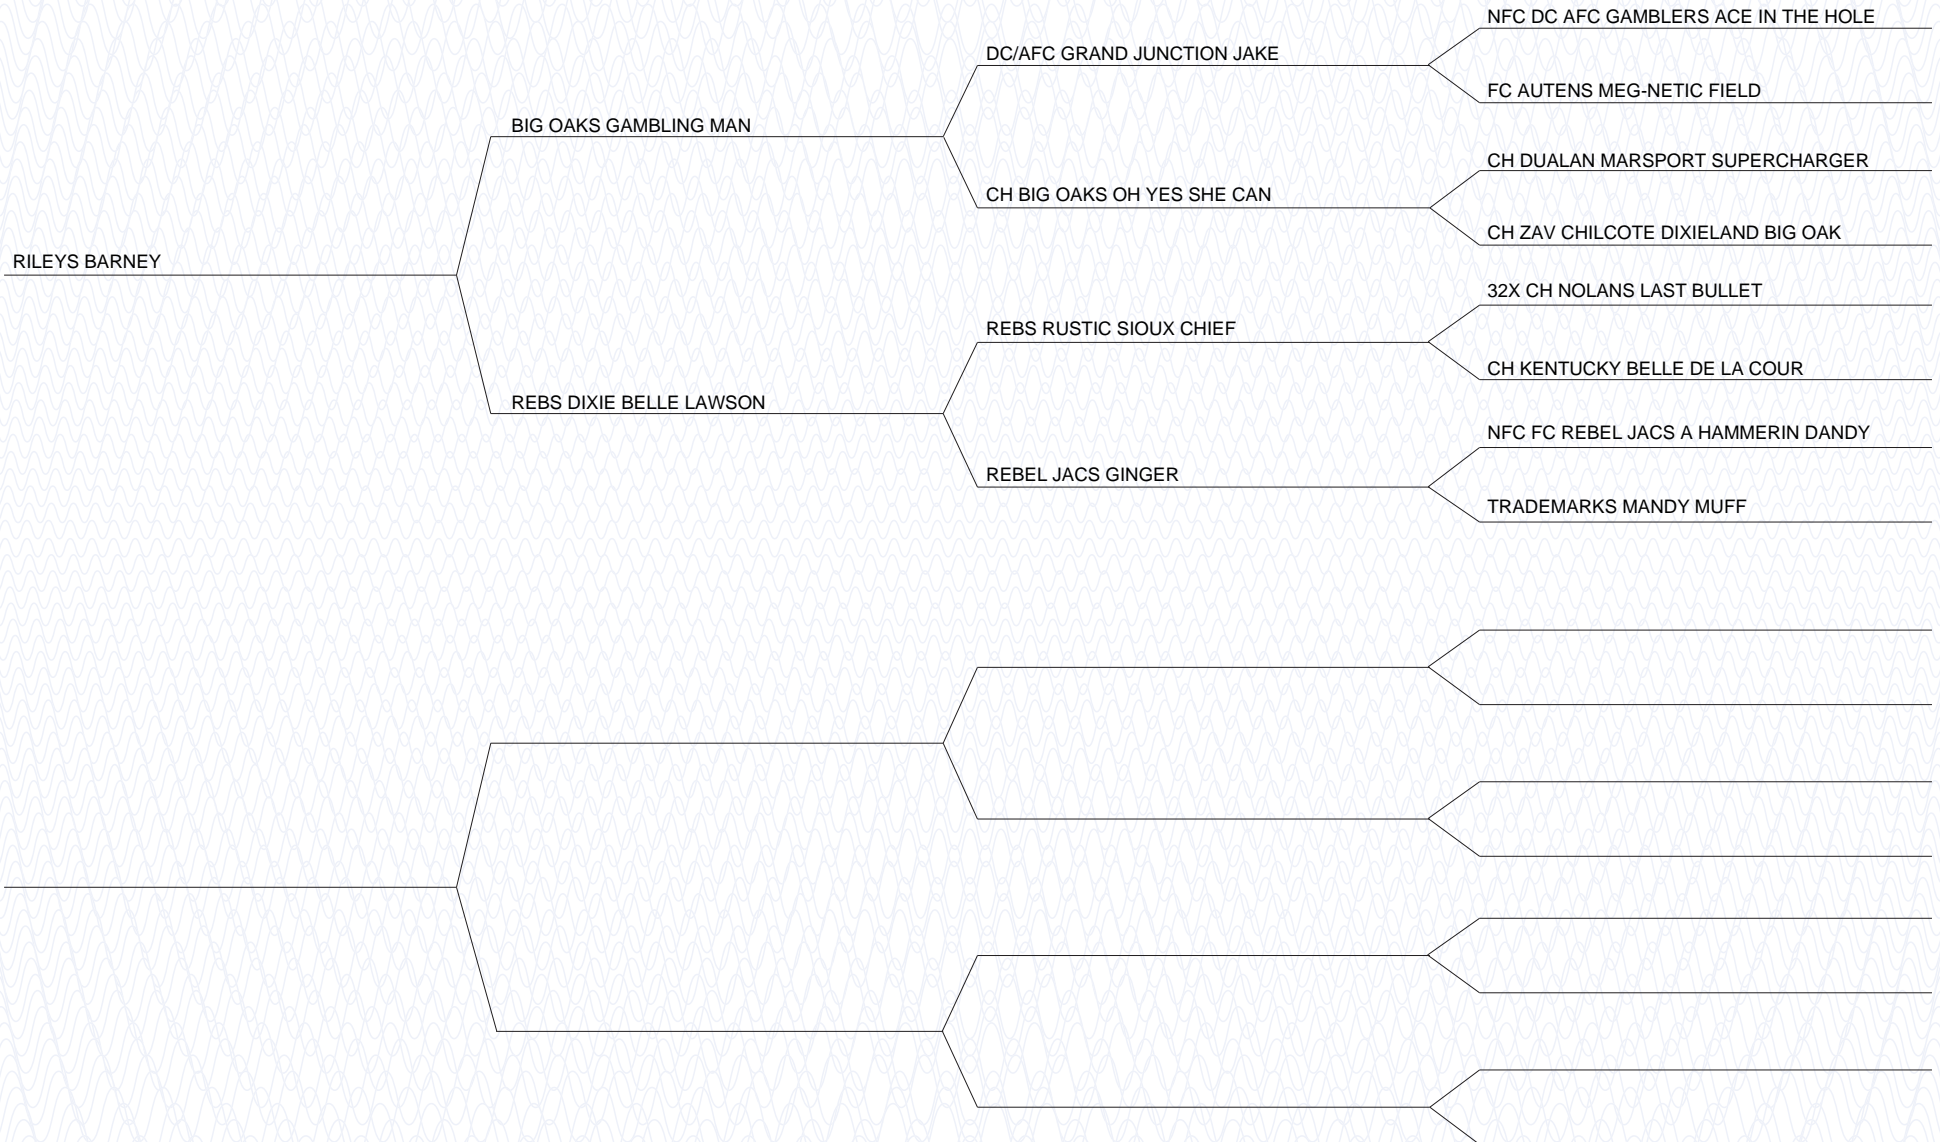 NFC DC AFC GAMBLERS ACE IN THE HOLE
DC/AFC GRAND JUNCTION JAKE
FC AUTENS MEG-NETIC FIELD
BIG OAKS GAMBLING MAN
CH DUALAN MARSPORT SUPERCHARGER
CH BIG OAKS OH YES SHE CAN
CH ZAV CHILCOTE DIXIELAND BIG OAK
RILEYS BARNEY
32X CH NOLANS LAST BULLET
REBS RUSTIC SIOUX CHIEF
CH KENTUCKY BELLE DE LA COUR
REBS DIXIE BELLE LAWSON
NFC FC REBEL JACS A HAMMERIN DANDY
REBEL JACS GINGER
TRADEMARKS MANDY MUFF